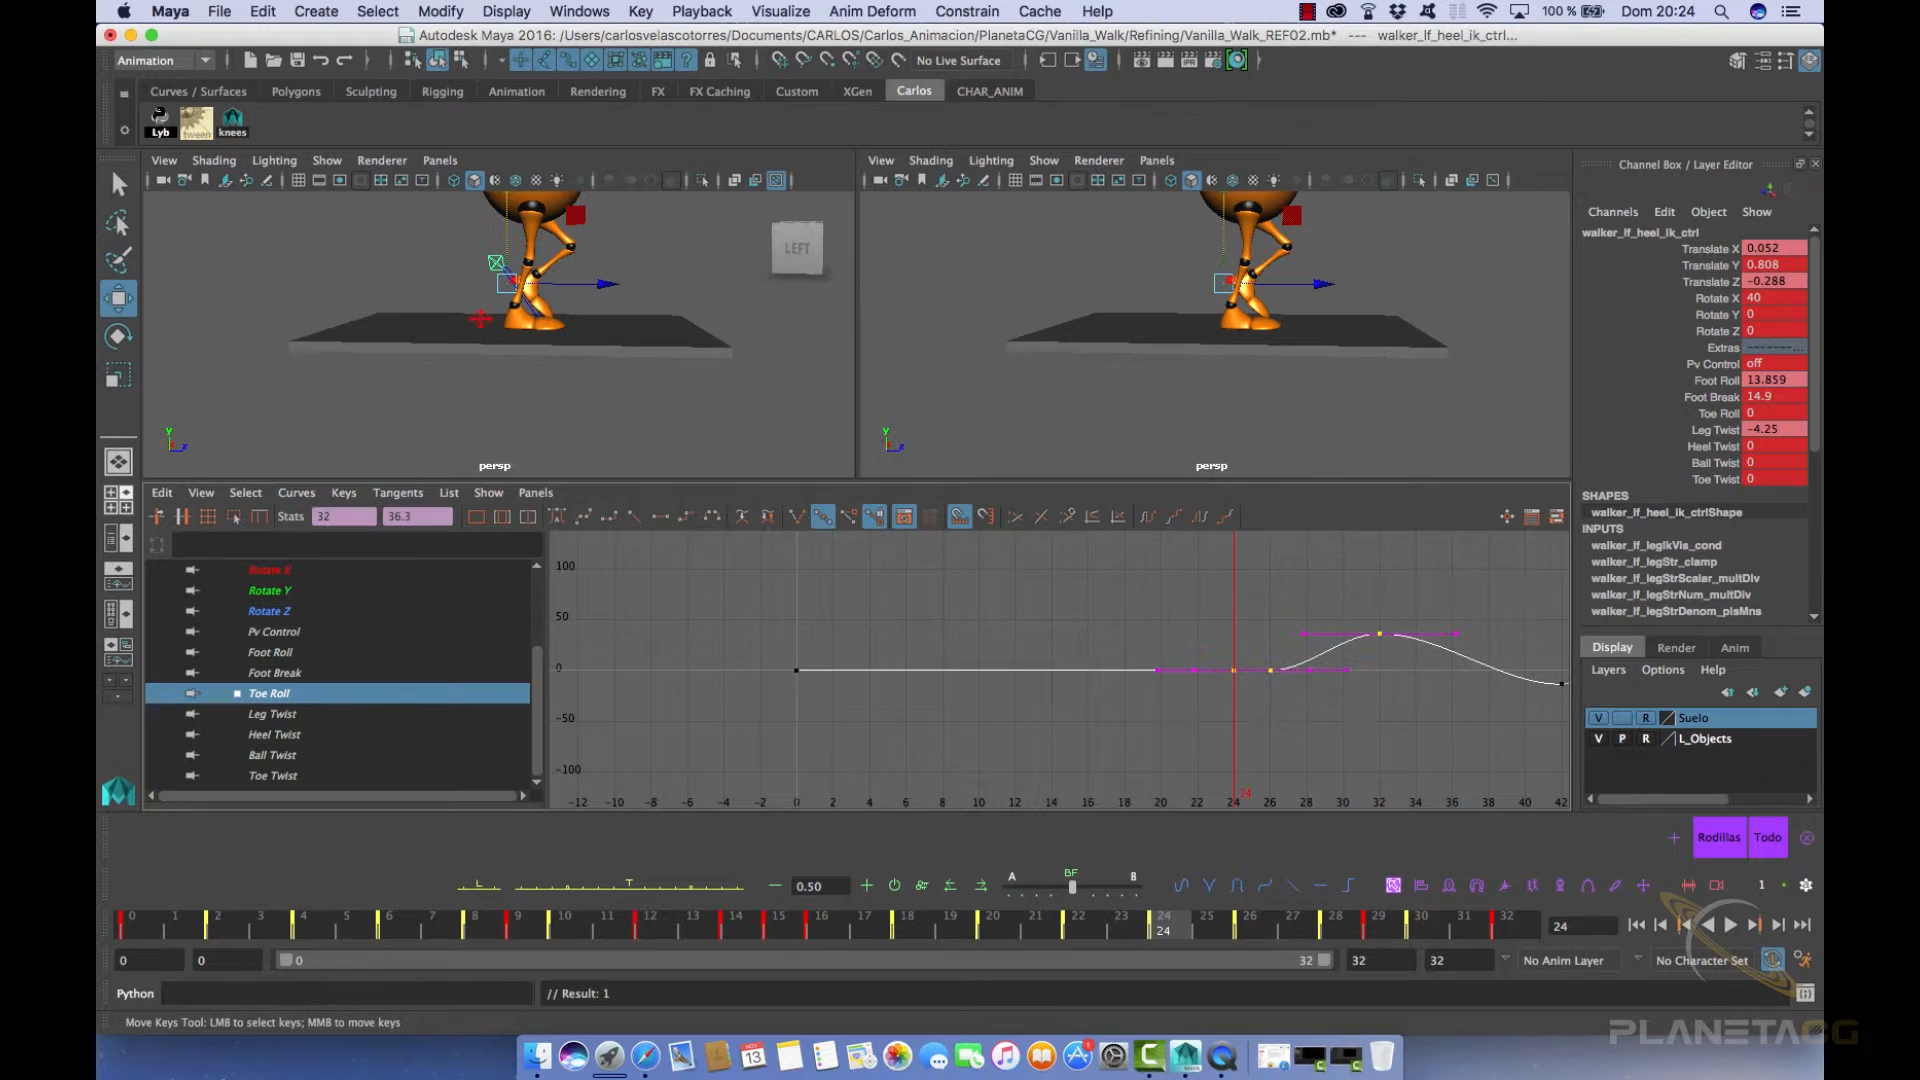 Maya File Edit Create Select Modify Display Windows Mesh Key Playback Visualize Anim Deform Constrain Cache Help 100 % Dom 20:24
Autodesk Maya 2016: /Users/carlosvelascotorres/Documents/CARLOS/Carlos_Animacion/PlanetaCG/Vanilla_Walk/Refining/Vanilla_Walk_REF02.mb* --- walker_lf_heel_ik_ctrl...
Animation No Live Surface
Curves / Surfaces Polygons Sculpting Rigging Animation Rendering FX FX Caching Custom XGen Carlos CHAR_ANIM
Lyb tween knees
View Shading Lighting Show Renderer Panels
View Shading Lighting Show Renderer Panels
LEFT
y
z
persp
y
z
persp
Channel Box / Layer Editor
Channels Edit Object Show
walker_lf_heel_ik_ctrl
Translate X 0.052
Translate Y 0.808
Translate Z -0.288
Rotate X 40
Rotate Y 0
Rotate Z 0
Extras --------...
Pv Control off
Foot Roll 13.859
Foot Break 14.9
Toe Roll 0
Leg Twist -4.25
Heel Twist 0
Ball Twist 0
Toe Twist 0
SHAPES
walker_lf_heel_ik_ctrlShape
INPUTS
walker_lf_legIkVis_cond
walker_lf_legStr_clamp
walker_lf_legStrScalar_multDiv
walker_lf_legStrNum_multDiv
walker_lf_legStrDenom_plsMns
Edit View Select Curves Keys Tangents List Show Panels
Stats 32 36.3
Rotate X
Rotate Y
Rotate Z
Pv Control
Foot Roll
Foot Break
Toe Roll
Leg Twist
Heel Twist
Ball Twist
Toe Twist
100
50
0
-50
-100
-12 -10 -8 -6 -4 -2 0 2 4 6 8 10 12 14 16 18 20 22 24 26 28 30 32 34 36 38 40 42
24
Display Render Anim
Layers Options Help
V R Suelo
V P R L_Objects
Rodillas Todo
L T 0.50 A BF B 1
0 1 2 3 4 5 6 7 8 9 10 11 12 13 14 15 16 17 18 19 20 21 22 23 24 25 26 27 28 29 30 31 32
24
24
0 0 0 32 32 32 No Anim Layer No Character Set
Python // Result: 1
Move Keys Tool: LMB to select keys; MMB to move keys
PLANETACG
NOV
13
MAYA